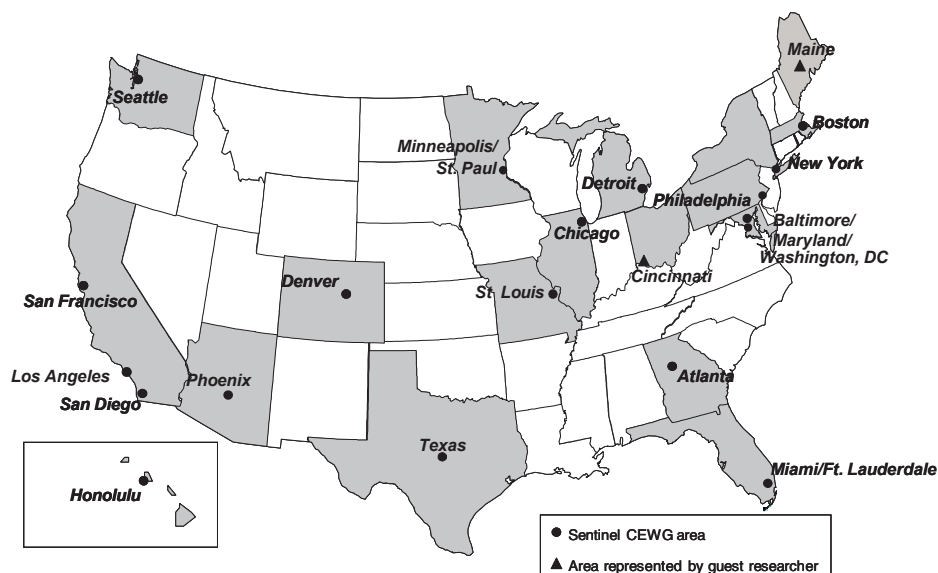 Maine
Seattle
Boston
Minneapolis/
St. Paul
New York
Detroit
Philadelphia
Chicago
Baltimore/
Maryland/
Washington, DC
Cincinnati
Denver
St. Louis
San Francisco
Los Angeles
Phoenix
San Diego
Atlanta
Texas
Miami/Ft. Lauderdale
Honolulu
Sentinel CEWG area
Area represented by guest researcher